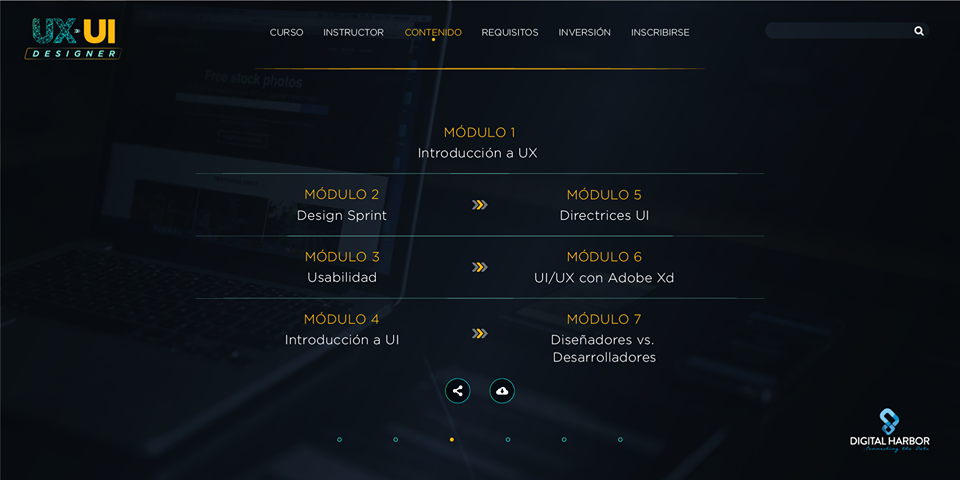 UX UI
DESIGNER
CURSO INSTRUCTOR CONTENIDO REQUISITOS INVERSIÓN INSCRIBIRSE
Free stock photos
MÓDULO 1
Introducción a UX
MÓDULO 2
Design Sprint
MÓDULO 5
Directrices UI
MÓDULO 3
Usabilidad
MÓDULO 6
UI/UX con Adobe Xd
MÓDULO 4
Introducción a UI
MÓDULO 7
Diseñadores vs.
Desarrolladores
DIGITAL HARBOR
Connecting the Dots